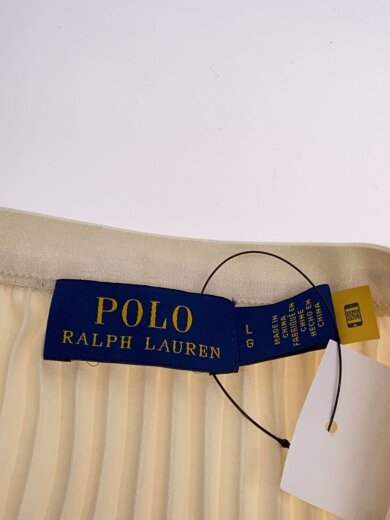 POLO
RALPH LAUREN
L
G
MADE IN
CHINA
FABRIQUÉ EN
CHINE
HECHO EN
CHINA